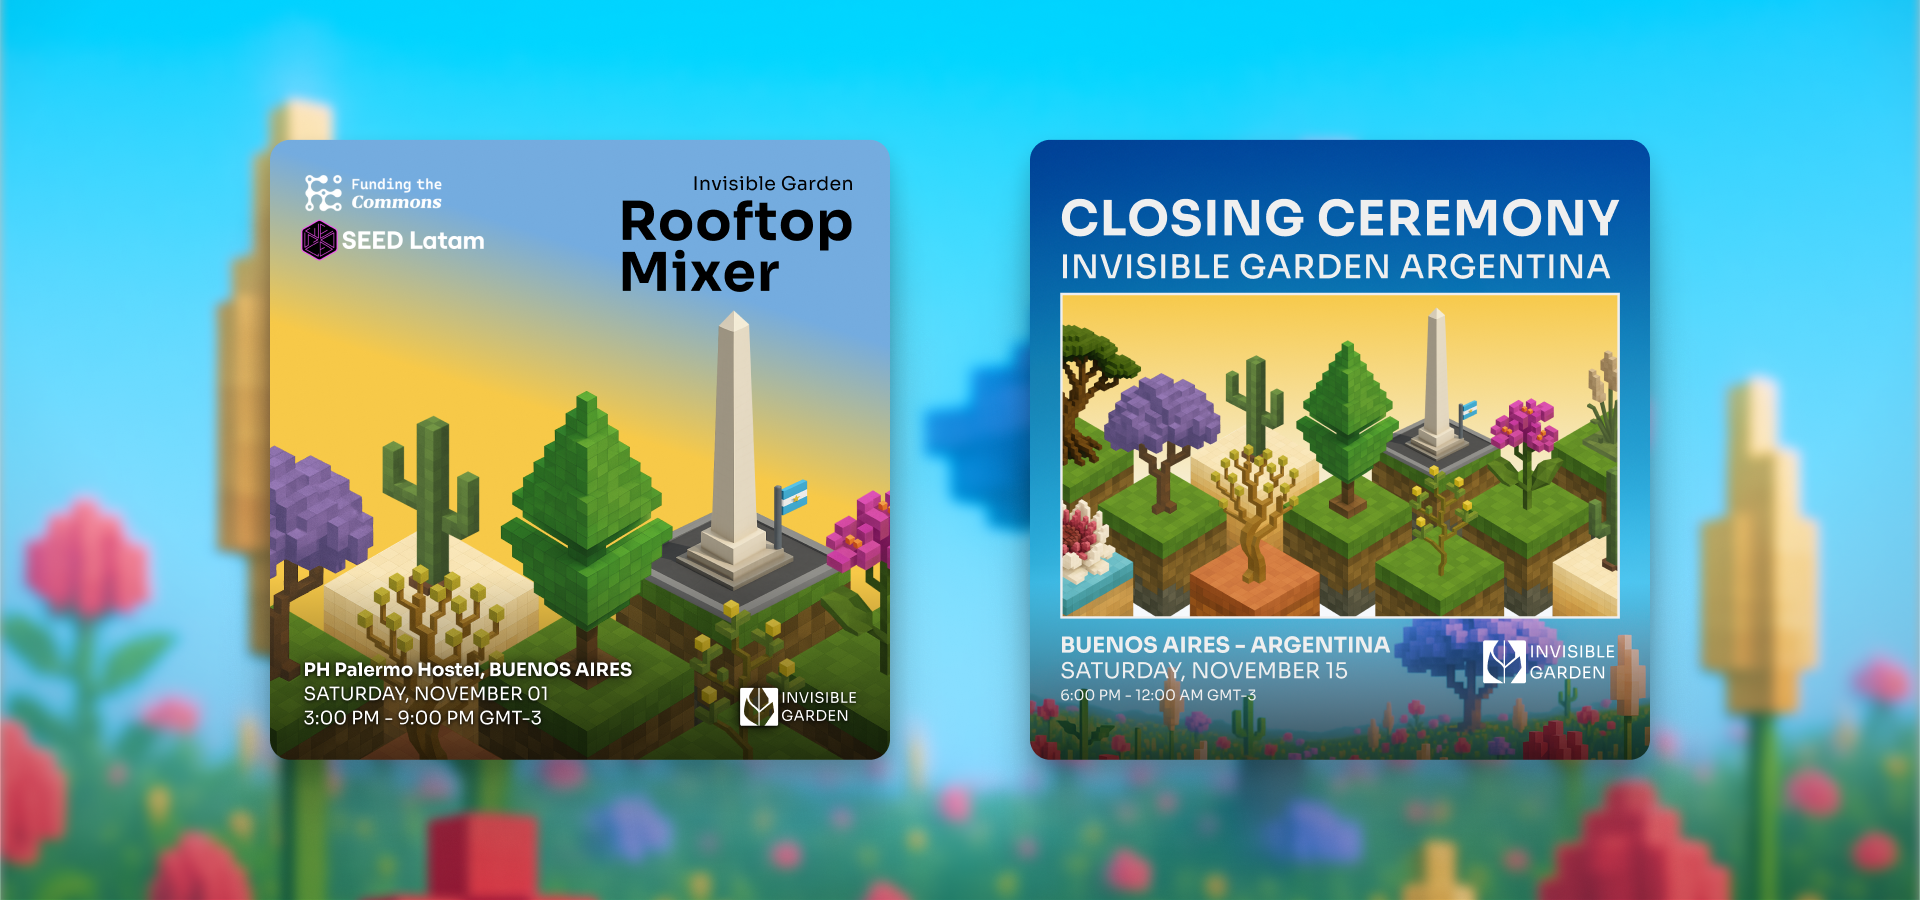 Funding the
Commons
SEED Latam
Invisible Garden
Rooftop
Mixer
PH Palermo Hostel, BUENOS AIRES
SATURDAY, NOVEMBER 01
3:00 PM - 9:00 PM GMT-3
INVISIBLE
GARDEN
CLOSING CEREMONY
INVISIBLE GARDEN ARGENTINA
BUENOS AIRES - ARGENTINA
SATURDAY, NOVEMBER 15
6:00 PM - 12:00 AM GMT-3
INVISIBLE
GARDEN